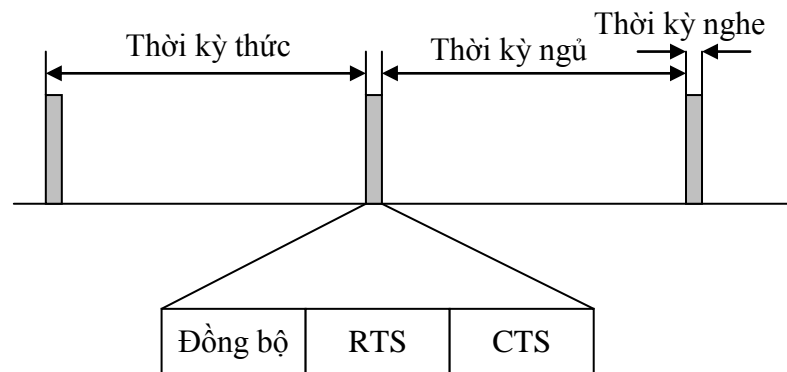 Thời kỳ nghe
Thời kỳ thức
Thời kỳ ngủ
Đồng bộ
RTS
CTS